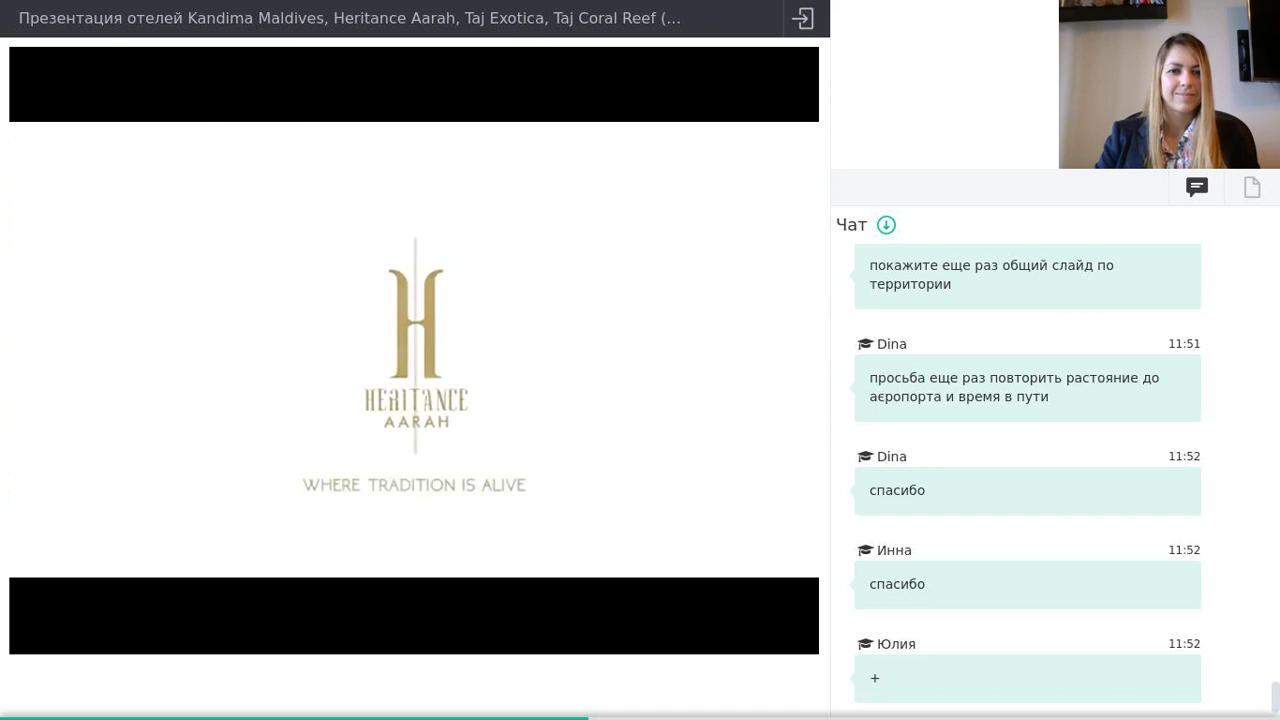 Презентация отелей Kandima Maldives, Heritance Aarah, Taj Exotica, Taj Coral Reef (...
H
HERITANCE
AARAH
WHERE TRADITION IS ALIVE
Чат
покажите еще раз общий слайд по
территории
Dina 11:51
просьба еще раз повторить растояние до
аєропорта и время в пути
Dina 11:52
спасибо
Инна 11:52
спасибо
Юлия 11:52
+